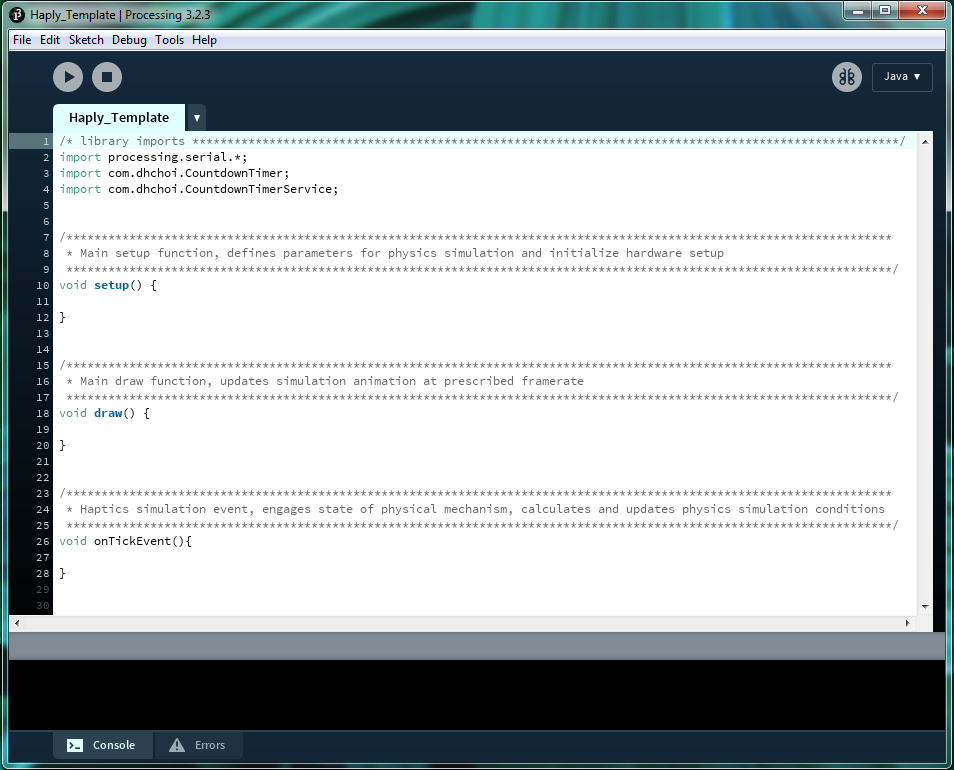 Haply_Template | Processing 3.2.3
File Edit Sketch Debug Tools Help
Java ▼
Haply_Template ▼
1 /* library imports *****************************************************************************************************/
2 import processing.serial.*;
3 import com.dhchoi.CountdownTimer;
4 import com.dhchoi.CountdownTimerService;
5
6
7 /**********************************************************************************************************************
8 * Main setup function, defines parameters for physics simulation and initialize hardware setup
9 **********************************************************************************************************************/
10 void setup() {
11
12 }
13
14
15 /**********************************************************************************************************************
16 * Main draw function, updates simulation animation at prescribed framerate
17 **********************************************************************************************************************/
18 void draw() {
19
20 }
21
22
23 /**********************************************************************************************************************
24 * Haptics simulation event, engages state of physical mechanism, calculates and updates physics simulation conditions
25 **********************************************************************************************************************/
26 void onTickEvent(){
27
28 }
29
30
Console Errors